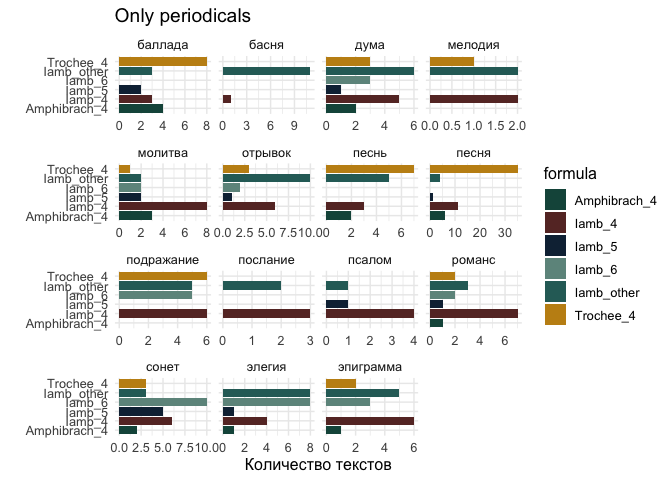 Only periodicals
баллада басня дума мелодия
Trochee_4
Iamb_other
Iamb_6
Iamb_5
Iamb_4
Amphibrach_4
0 2 4 6 8 0 3 6 9 0 2 4 6 0.0 0.5 1.0 1.5 2.0
молитва отрывок песнь песня
Trochee_4
Iamb_other
Iamb_6
Iamb_5
Iamb_4
Amphibrach_4
0 2 4 6 8 0.0 2.5 5.0 7.5 10.0 0 2 4 6 0 10 20 30
подражание послание псалом романс
Trochee_4
Iamb_other
Iamb_6
Iamb_5
Iamb_4
Amphibrach_4
0 2 4 6 0 1 2 3 0 1 2 3 4 0 2 4 6
сонет элегия эпиграмма
Trochee_4
Iamb_other
Iamb_6
Iamb_5
Iamb_4
Amphibrach_4
0.0 2.5 5.0 7.5 10.0 0 2 4 6 8 0 2 4 6
Количество текстов
formula
Amphibrach_4
Iamb_4
Iamb_5
Iamb_6
Iamb_other
Trochee_4